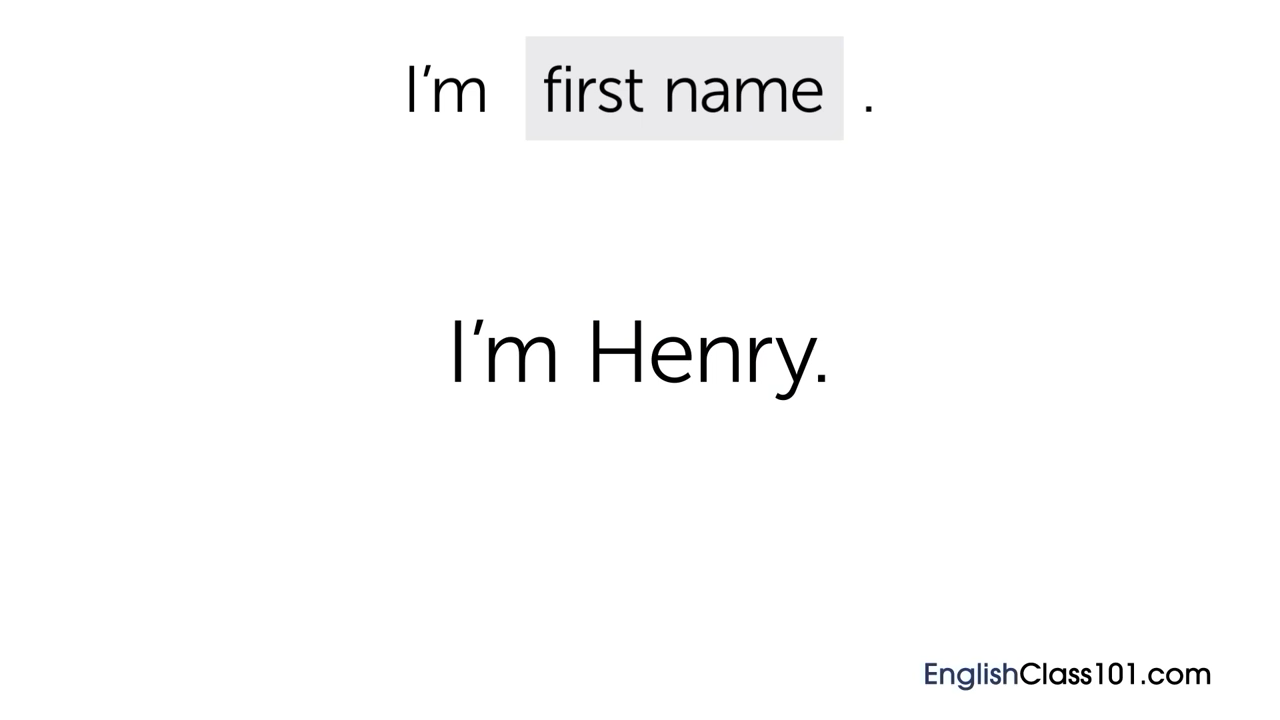 I’m first name .
I’m Henry.
EnglishClass101.com